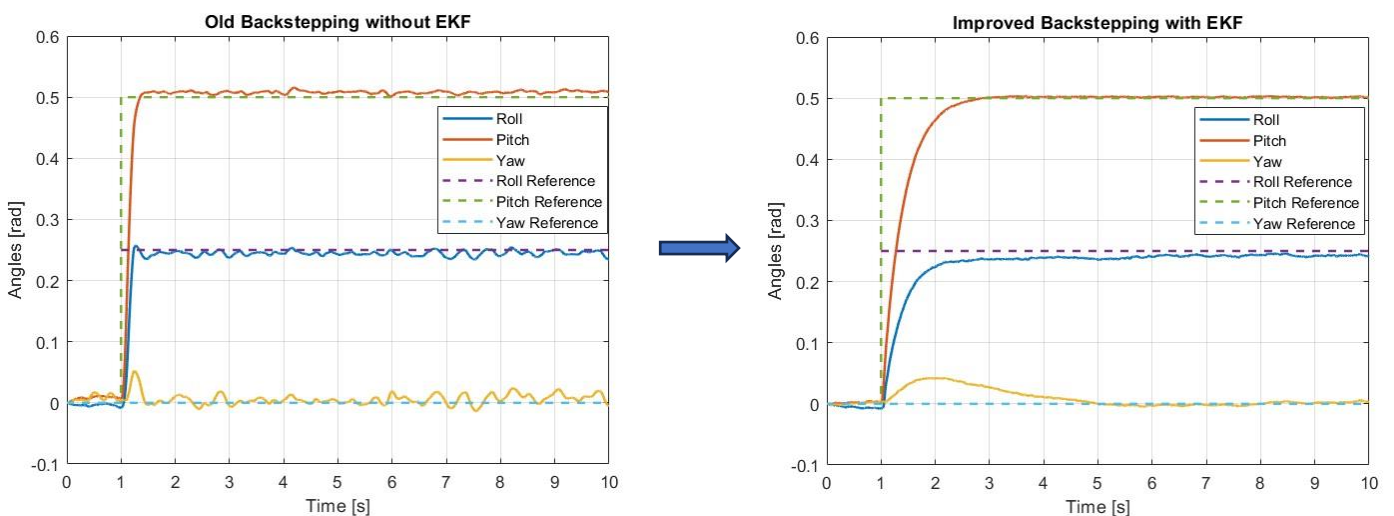 Old Backstepping without EKF
0.6
0.5
0.4
0.3
0.2
0.1
0
-0.1
Angles [rad]
Roll
Pitch
Yaw
Roll Reference
Pitch Reference
Yaw Reference
0 1 2 3 4 5 6 7 8 9 10
Time [s]
Improved Backstepping with EKF
0.6
0.5
0.4
0.3
0.2
0.1
0
-0.1
Angles [rad]
Roll
Pitch
Yaw
Roll Reference
Pitch Reference
Yaw Reference
0 1 2 3 4 5 6 7 8 9 10
Time [s]